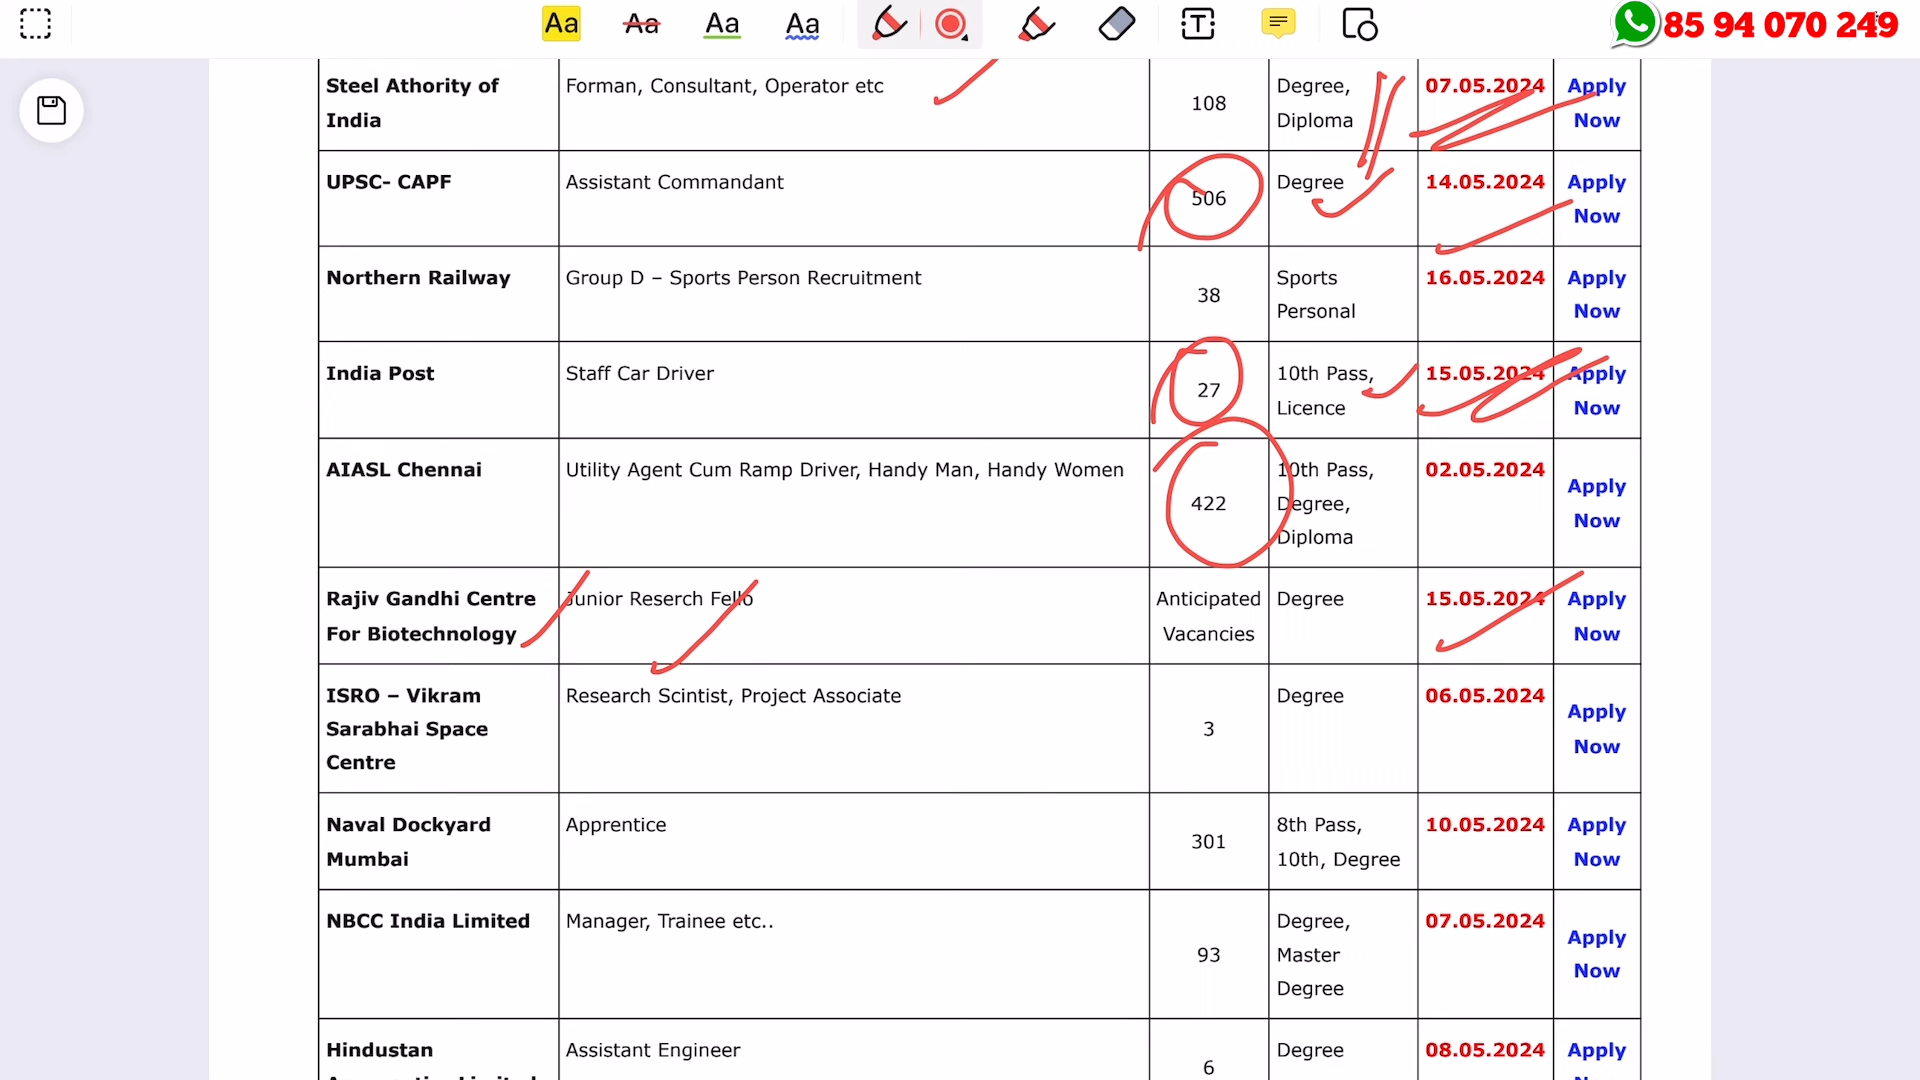 Aa Aa Aa Aa T 85 94 070 249
Steel Athority of
India
Forman, Consultant, Operator etc
108
Degree,
Diploma
07.05.2024
Apply
Now
UPSC- CAPF
Assistant Commandant
506
Degree
14.05.2024
Apply
Now
Northern Railway
Group D – Sports Person Recruitment
38
Sports
Personal
16.05.2024
Apply
Now
India Post
Staff Car Driver
27
10th Pass,
Licence
15.05.2024
Apply
Now
AIASL Chennai
Utility Agent Cum Ramp Driver, Handy Man, Handy Women
422
10th Pass,
Degree,
Diploma
02.05.2024
Apply
Now
Rajiv Gandhi Centre
For Biotechnology
Junior Reserch Fello
Anticipated
Vacancies
Degree
15.05.2024
Apply
Now
ISRO – Vikram
Sarabhai Space
Centre
Research Scintist, Project Associate
3
Degree
06.05.2024
Apply
Now
Naval Dockyard
Mumbai
Apprentice
301
8th Pass,
10th, Degree
10.05.2024
Apply
Now
NBCC India Limited
Manager, Trainee etc..
93
Degree,
Master
Degree
07.05.2024
Apply
Now
Hindustan
Assistant Engineer
6
Degree
08.05.2024
Apply